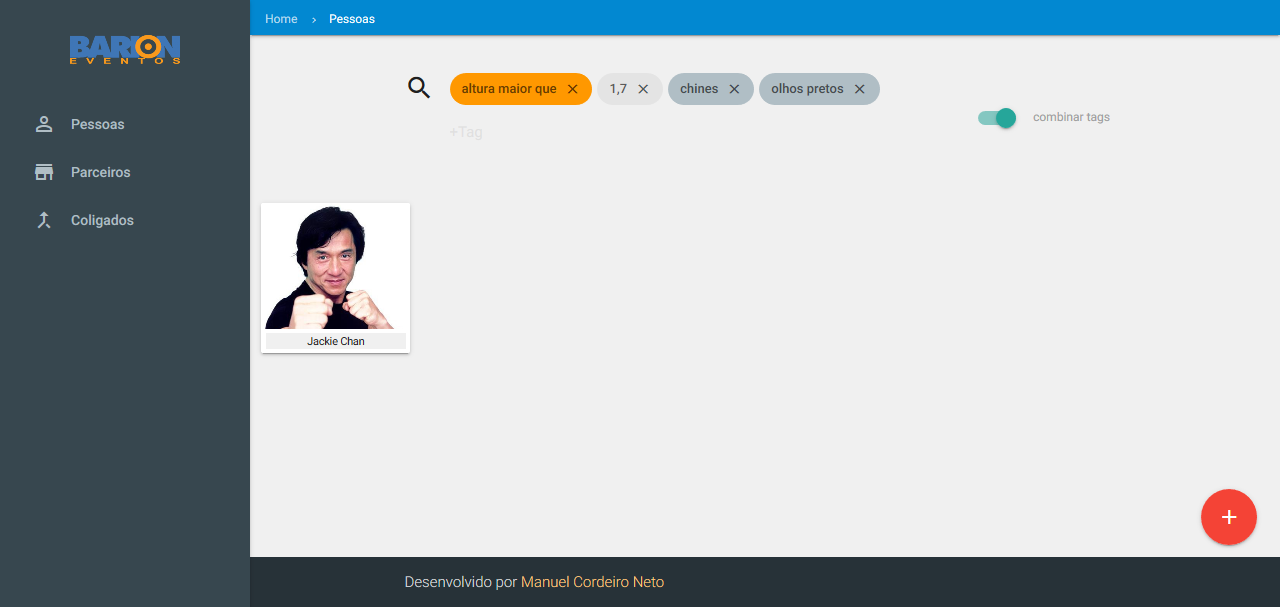 BARION
EVENTOS
Home › Pessoas
Pessoas
Parceiros
Coligados
altura maior que 1,7 chines olhos pretos
+Tag
combinar tags
Jackie Chan
Desenvolvido por Manuel Cordeiro Neto